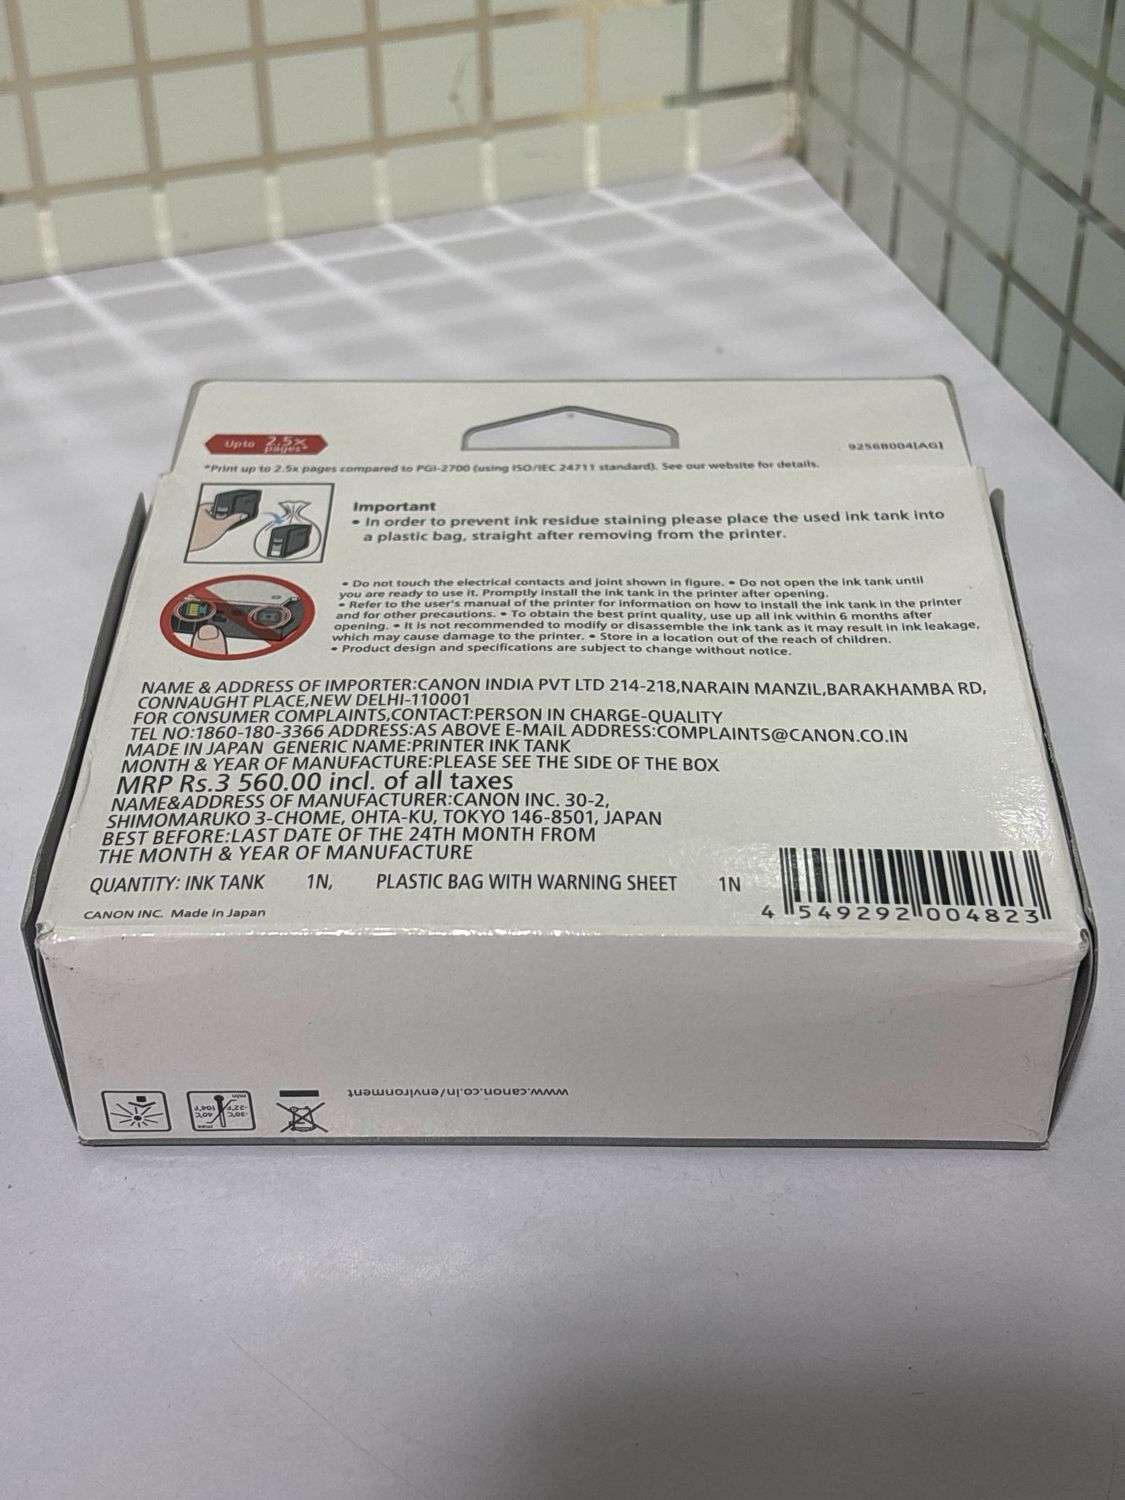 Up to 2.5x
pages*
9256B004[AG]
*Print up to 2.5x pages compared to PGI-2700 (using ISO/IEC 24711 standard). See our website for details.
Important
• In order to prevent ink residue staining please place the used ink tank into
a plastic bag, straight after removing from the printer.
• Do not touch the electrical contacts and joint shown in figure. • Do not open the ink tank until
you are ready to use it. Promptly install the ink tank in the printer after opening.
• Refer to the user's manual of the printer for information on how to install the ink tank in the printer
and for other precautions. • To obtain the best print quality, use up all ink within 6 months after
opening. • It is not recommended to modify or disassemble the ink tank as it may result in ink leakage,
which may cause damage to the printer. • Store in a location out of the reach of children.
• Product design and specifications are subject to change without notice.
NAME & ADDRESS OF IMPORTER:CANON INDIA PVT LTD 214-218,NARAIN MANZIL,BARAKHAMBA RD,
CONNAUGHT PLACE,NEW DELHI-110001
FOR CONSUMER COMPLAINTS,CONTACT:PERSON IN CHARGE-QUALITY
TEL NO:1860-180-3366 ADDRESS:AS ABOVE E-MAIL ADDRESS:COMPLAINTS@CANON.CO.IN
MADE IN JAPAN GENERIC NAME:PRINTER INK TANK
MONTH & YEAR OF MANUFACTURE:PLEASE SEE THE SIDE OF THE BOX
MRP Rs.3 560.00 incl. of all taxes
NAME&ADDRESS OF MANUFACTURER:CANON INC. 30-2,
SHIMOMARUKO 3-CHOME, OHTA-KU, TOKYO 146-8501, JAPAN
BEST BEFORE:LAST DATE OF THE 24TH MONTH FROM
THE MONTH & YEAR OF MANUFACTURE
QUANTITY: INK TANK 1N, PLASTIC BAG WITH WARNING SHEET 1N
CANON INC. Made in Japan
4 549292 004823
www.canon.co.in/environment
min
-30°C
-22°F
40°C
104°F
max